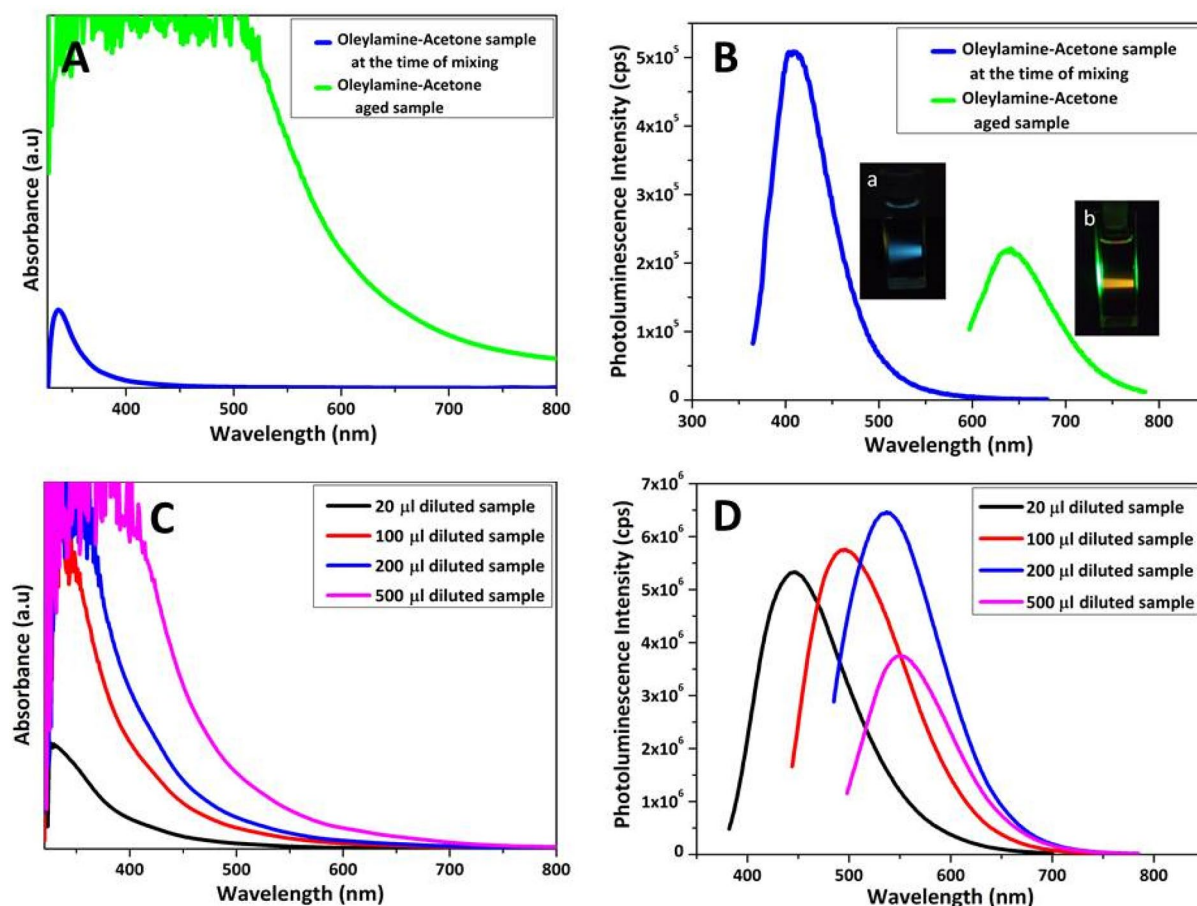 A
Oleylamine-Acetone sample
at the time of mixing
Oleylamine-Acetone
aged sample
Absorbance (a.u)
400 500 600 700 800
Wavelength (nm)
B
Oleylamine-Acetone sample
at the time of mixing
Oleylamine-Acetone
aged sample
a
b
Photoluminescence Intensity (cps)
5x10⁵
4x10⁵
3x10⁵
2x10⁵
1x10⁵
0
300 400 500 600 700 800
Wavelength (nm)
C
20 µl diluted sample
100 µl diluted sample
200 µl diluted sample
500 µl diluted sample
Absorbance (a.u)
400 500 600 700 800
Wavelength (nm)
D
20 µl diluted sample
100 µl diluted sample
200 µl diluted sample
500 µl diluted sample
Photoluminescence Intensity (cps)
7x10⁶
6x10⁶
5x10⁶
4x10⁶
3x10⁶
2x10⁶
1x10⁶
0
400 500 600 700 800
Wavelength (nm)